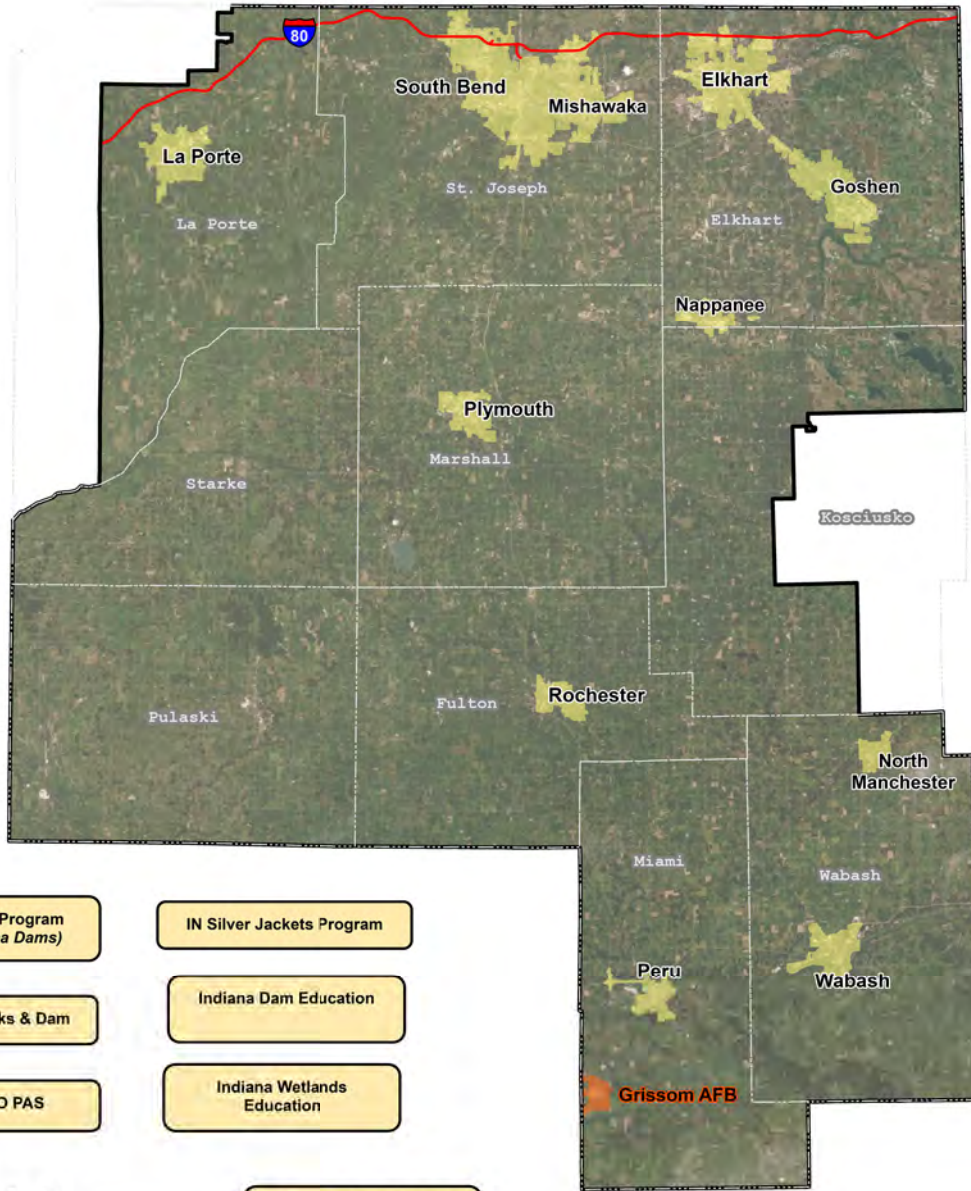 80
South Bend
Mishawaka
Elkhart
La Porte
Goshen
St. Joseph
La Porte
Elkhart
Nappanee
Plymouth
Marshall
Starke
Kosciusko
Rochester
Fulton
Pulaski
North
Manchester
Miami
Wabash
Peru
Wabash
Grissom AFB
Program
a Dams)
IN Silver Jackets Program
ks & Dam
Indiana Dam Education
PAS
Indiana Wetlands
Education